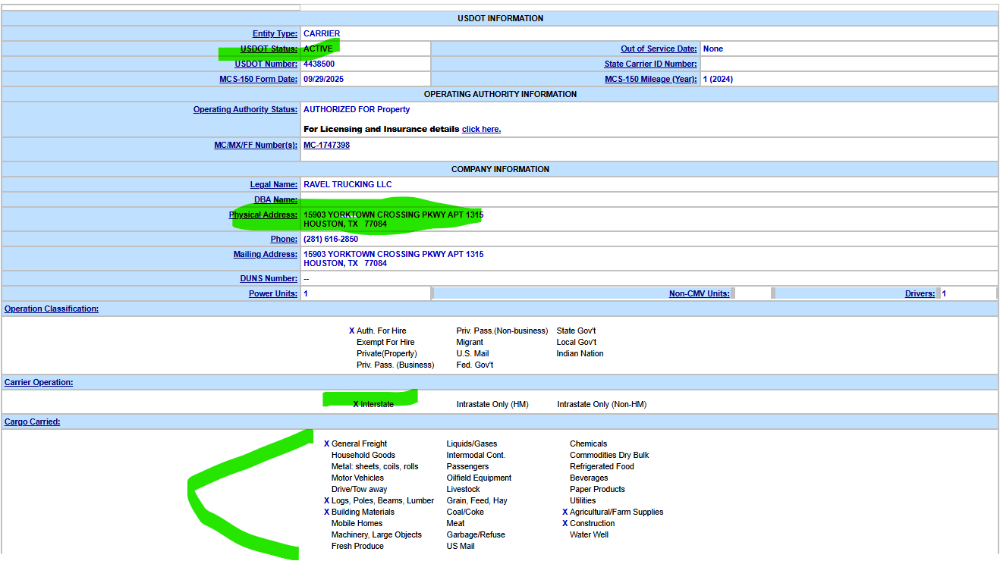 USDOT INFORMATION
Entity Type: CARRIER
USDOT Status: ACTIVE Out of Service Date: None
USDOT Number: 4438500 State Carrier ID Number:
MCS-150 Form Date: 09/29/2025 MCS-150 Mileage (Year): 1 (2024)
OPERATING AUTHORITY INFORMATION
Operating Authority Status: AUTHORIZED FOR Property
For Licensing and Insurance details click here.
MC/MX/FF Number(s): MC-1747398
COMPANY INFORMATION
Legal Name: RAVEL TRUCKING LLC
DBA Name:
Physical Address: 15903 YORKTOWN CROSSING PKWY APT 1315
HOUSTON, TX 77084
Phone: (281) 616-2850
Mailing Address: 15903 YORKTOWN CROSSING PKWY APT 1315
HOUSTON, TX 77084
DUNS Number: --
Power Units: 1 Non-CMV Units: Drivers: 1
Operation Classification:
X Auth. For Hire Priv. Pass.(Non-business) State Gov't
Exempt For Hire Migrant Local Gov't
Private(Property) U.S. Mail Indian Nation
Priv. Pass. (Business) Fed. Gov't
Carrier Operation:
X Interstate Intrastate Only (HM) Intrastate Only (Non-HM)
Cargo Carried:
X General Freight Liquids/Gases Chemicals
Household Goods Intermodal Cont. Commodities Dry Bulk
Metal: sheets, coils, rolls Passengers Refrigerated Food
Motor Vehicles Oilfield Equipment Beverages
Drive/Tow away Livestock Paper Products
X Logs, Poles, Beams, Lumber Grain, Feed, Hay Utilities
X Building Materials Coal/Coke X Agricultural/Farm Supplies
Mobile Homes Meat X Construction
Machinery, Large Objects Garbage/Refuse Water Well
Fresh Produce US Mail